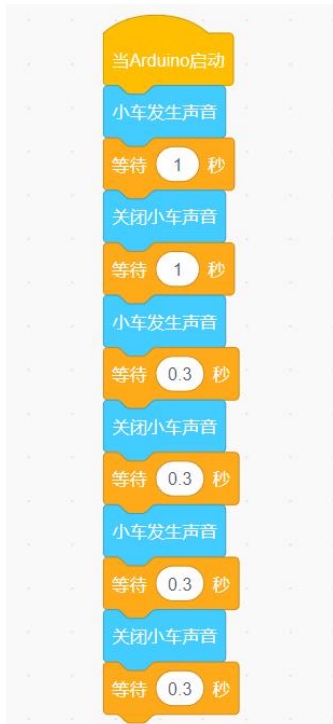 当Arduino启动
小车发生声音
等待 1 秒
关闭小车声音
等待 1 秒
小车发生声音
等待 0.3 秒
关闭小车声音
等待 0.3 秒
小车发生声音
等待 0.3 秒
关闭小车声音
等待 0.3 秒